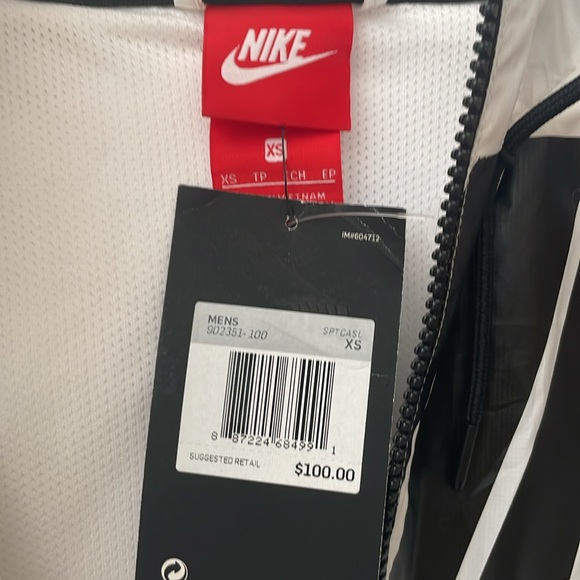 NIKE
XS
XS TP CH EP
IM#604712
MENS
902351-100
SPTCASL
XS
8 87224 68499 1
SUGGESTED RETAIL
$100.00